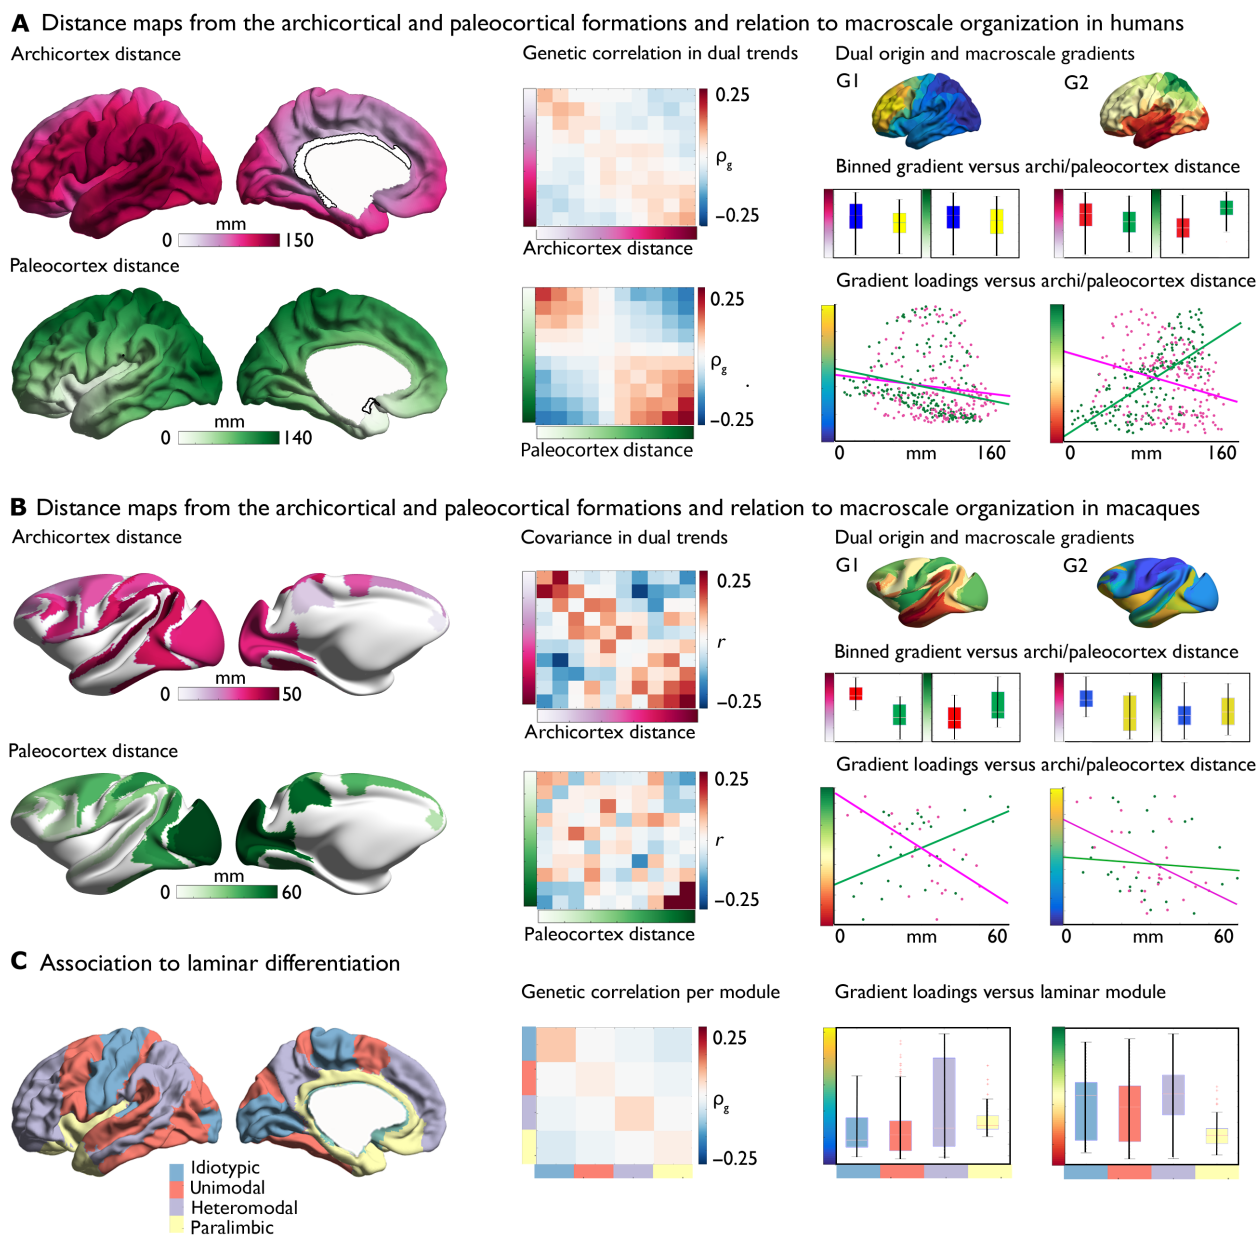 A Distance maps from the archicortical and paleocortical formations and relation to macroscale organization in humans
Archicortex distance
Genetic correlation in dual trends
Dual origin and macroscale gradients
G1
G2
0.25
ρg
-0.25
mm
0
150
Archicortex distance
Binned gradient versus archi/paleocortex distance
Paleocortex distance
Gradient loadings versus archi/paleocortex distance
0.25
ρg
-0.25
mm
0
140
Paleocortex distance
0 mm 160
0 mm 160
B Distance maps from the archicortical and paleocortical formations and relation to macroscale organization in macaques
Archicortex distance
Covariance in dual trends
Dual origin and macroscale gradients
G1
G2
0.25
r
-0.25
mm
0
50
Archicortex distance
Binned gradient versus archi/paleocortex distance
Paleocortex distance
Gradient loadings versus archi/paleocortex distance
0.25
r
-0.25
mm
0
60
Paleocortex distance
0 mm 60
0 mm 60
C Association to laminar differentiation
Genetic correlation per module
Gradient loadings versus laminar module
0.25
ρg
-0.25
Idiotypic
Unimodal
Heteromodal
Paralimbic